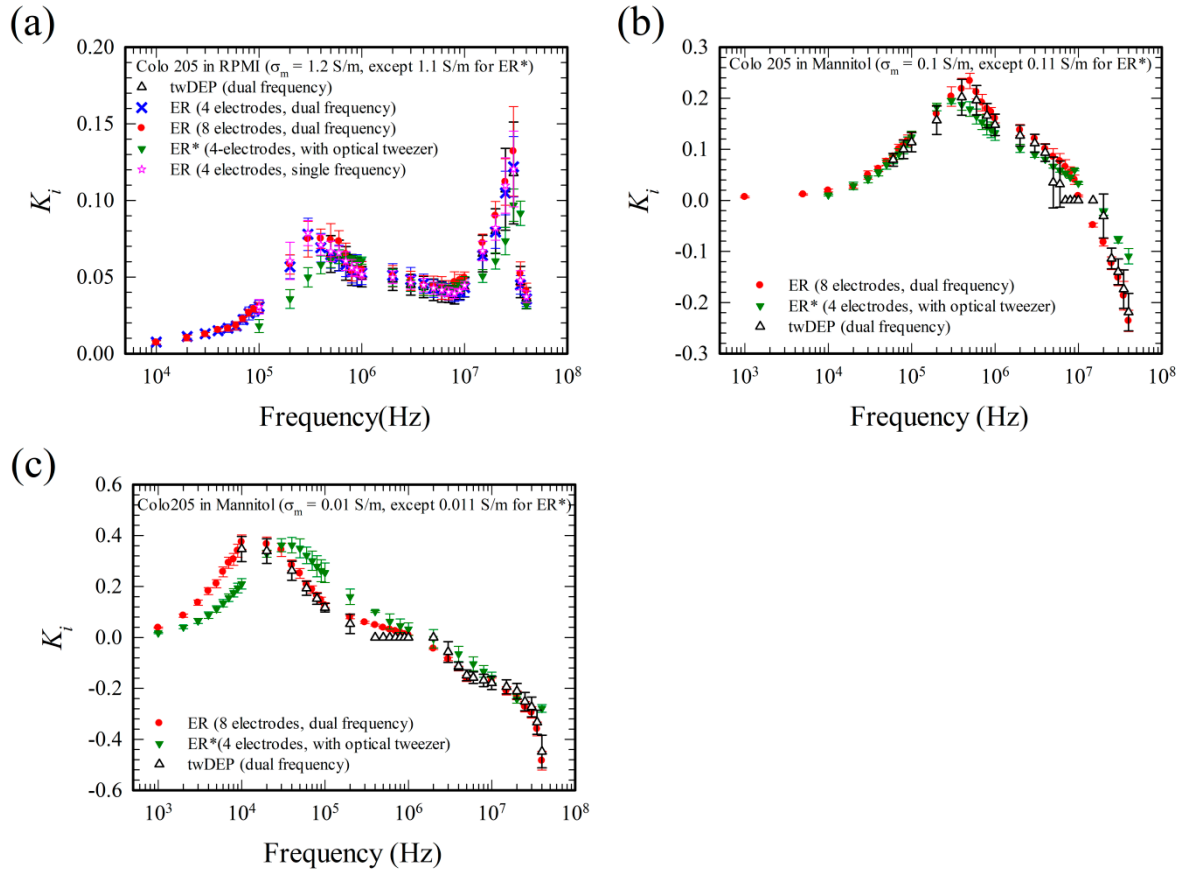 (a)
0.20
0.15
0.10
0.05
0.00
K_i
Colo 205 in RPMI (σ_m = 1.2 S/m, except 1.1 S/m for ER*)
twDEP (dual frequency)
ER (4 electrodes, dual frequency)
ER (8 electrodes, dual frequency)
ER* (4-electrodes, with optical tweezer)
ER (4 electrodes, single frequency)
10^4 10^5 10^6 10^7 10^8
Frequency(Hz)
(b)
0.3
0.2
0.1
0.0
-0.1
-0.2
-0.3
K_i
Colo 205 in Mannitol (σ_m = 0.1 S/m, except 0.11 S/m for ER*)
ER (8 electrodes, dual frequency)
ER* (4 electrodes, with optical tweezer)
twDEP (dual frequency)
10^3 10^4 10^5 10^6 10^7 10^8
Frequency (Hz)
(c)
0.6
0.4
0.2
0.0
-0.2
-0.4
-0.6
K_i
Colo205 in Mannitol (σ_m = 0.01 S/m, except 0.011 S/m for ER*)
ER (8 electrodes, dual frequency)
ER*(4 electrodes, with optical tweezer)
twDEP (dual frequency)
10^3 10^4 10^5 10^6 10^7 10^8
Frequency (Hz)